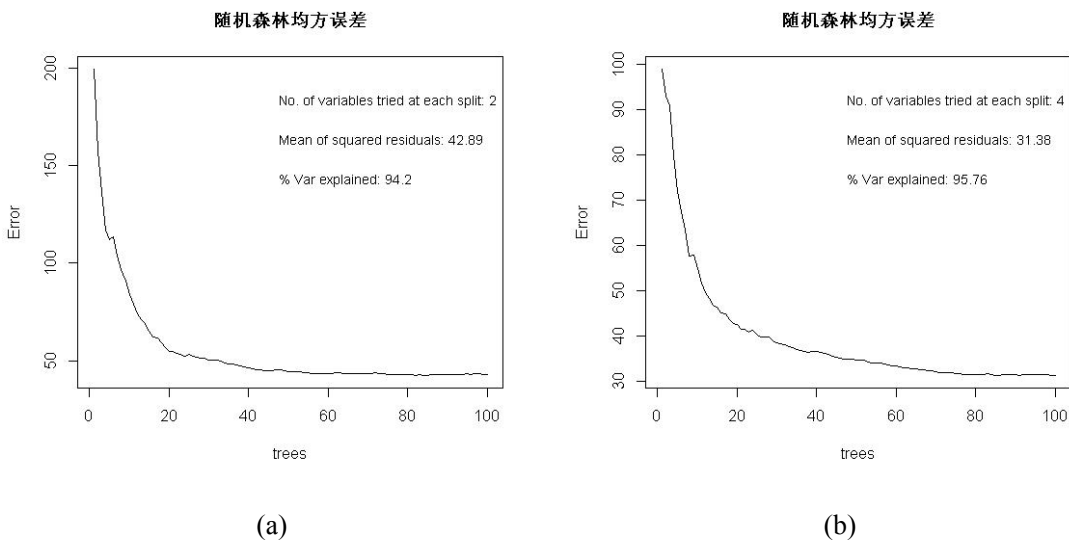 随机森林均方误差
No. of variables tried at each split: 2
Mean of squared residuals: 42.89
% Var explained: 94.2
Error
200
150
100
50
0 20 40 60 80 100
trees
(a)
随机森林均方误差
No. of variables tried at each split: 4
Mean of squared residuals: 31.38
% Var explained: 95.76
Error
100
90
80
70
60
50
40
30
0 20 40 60 80 100
trees
(b)